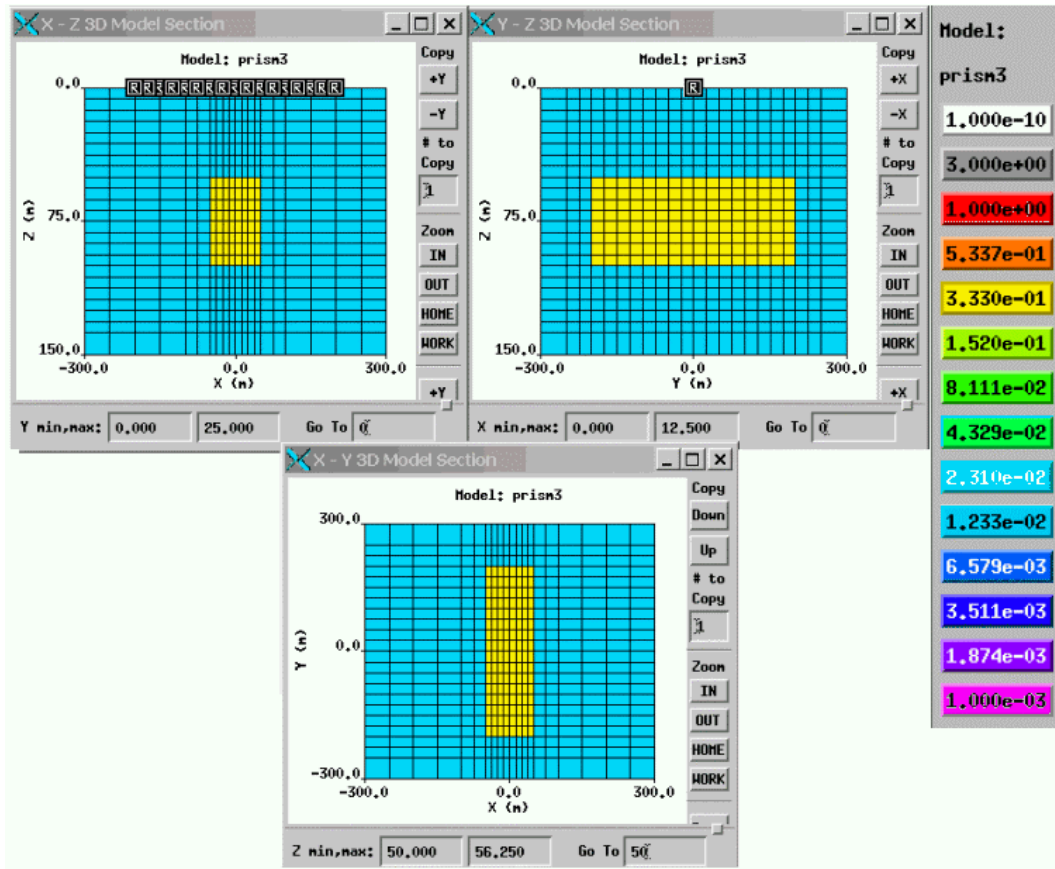 X - Z 3D Model Section
Model: prism3
0.0
R R R R R R R R R R R R R R R R R
Z (m)
75.0
150.0
-300.0 0.0 300.0
X (m)
Copy
+Y
-Y
# to
Copy
1
Zoom
IN
OUT
HOME
WORK
+Y
Y min,max: 0.000 25.000 Go To 0
Y - Z 3D Model Section
Model: prism3
0.0
R
Z (m)
75.0
150.0
-300.0 0.0 300.0
Y (m)
Copy
+X
-X
# to
Copy
1
Zoom
IN
OUT
HOME
WORK
+X
X min,max: 0.000 12.500 Go To 0
Model:
prism3
1.000e-10
3.000e+00
1.000e+00
5.337e-01
3.330e-01
1.520e-01
8.111e-02
4.329e-02
2.310e-02
1.233e-02
6.579e-03
3.511e-03
1.874e-03
1.000e-03
X - Y 3D Model Section
Model: prism3
300.0
Y (m)
0.0
-300.0
-300.0 0.0 300.0
X (m)
Copy
Down
Up
# to
Copy
1
Zoom
IN
OUT
HOME
WORK
Z min,max: 50.000 56.250 Go To 50